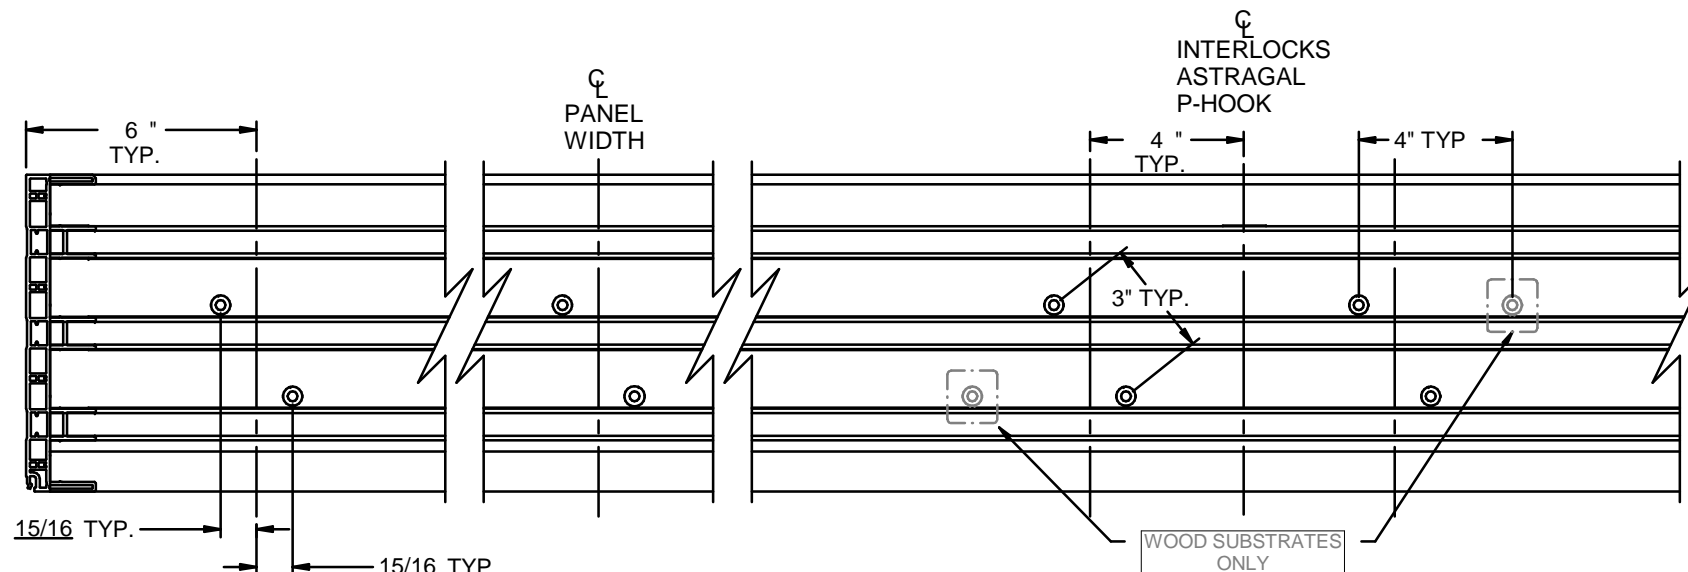 ℄
INTERLOCKS
ASTRAGAL
P-HOOK
℄
PANEL
WIDTH
6 "
TYP.
4 "
TYP.
4" TYP
3" TYP.
15/16 TYP.
15/16 TYP
WOOD SUBSTRATES
ONLY